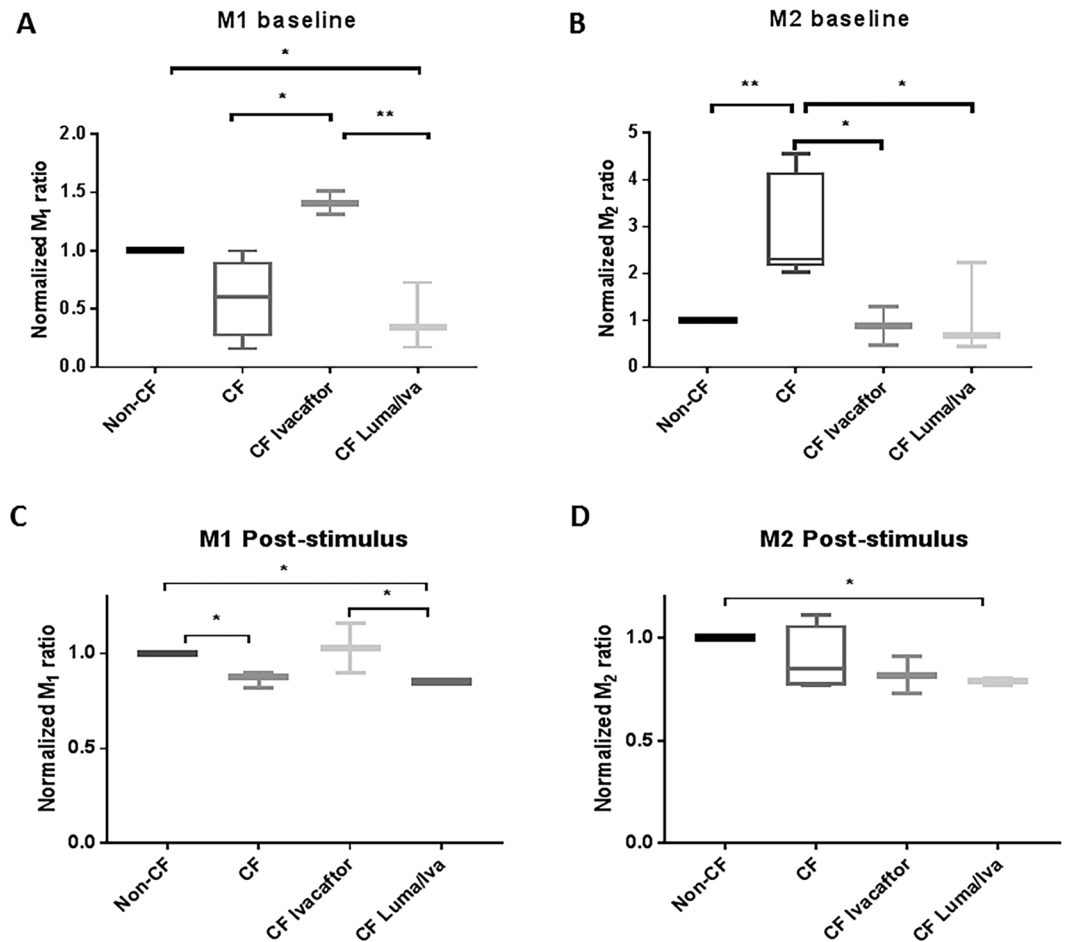 A
M1 baseline
*
*
**
Normalized M1 ratio
2.0
1.5
1.0
0.5
0.0
Non-CF
CF
CF Ivacaftor
CF Luma/Iva
B
M2 baseline
**
*
*
Normalized M2 ratio
5
4
3
2
1
0
Non-CF
CF
CF Ivacaftor
CF Luma/Iva
C
M1 Post-stimulus
*
*
*
Normalized M1 ratio
1.0
0.5
0.0
Non-CF
CF
CF Ivacaftor
CF Luma/Iva
D
M2 Post-stimulus
*
Normalized M2 ratio
1.0
0.5
0.0
Non-CF
CF
CF Ivacaftor
CF Luma/Iva